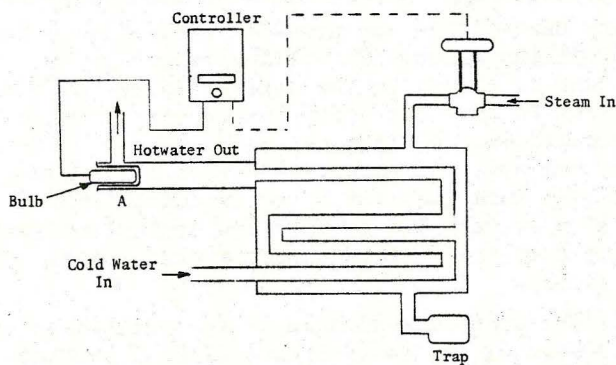 Controller
Steam In
Hotwater Out
Bulb
A
Cold Water
In
Trap